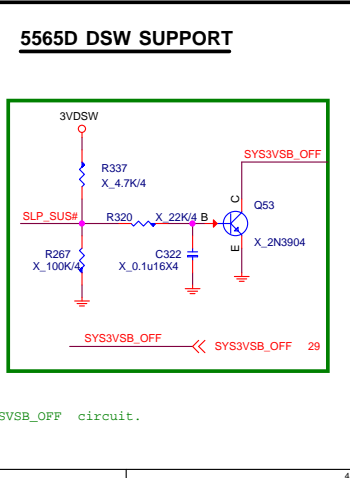 5565D DSW SUPPORT
3VDSW
R337
X_4.7K/4
SYS3VSB_OFF
SLP_SUS#
R320
X_22K/4
B
C
E
Q53
X_2N3904
R267
X_100K/4
C322
X_0.1u16X4
SYS3VSB_OFF
SYS3VSB_OFF 29
SVSB_OFF circuit.
4